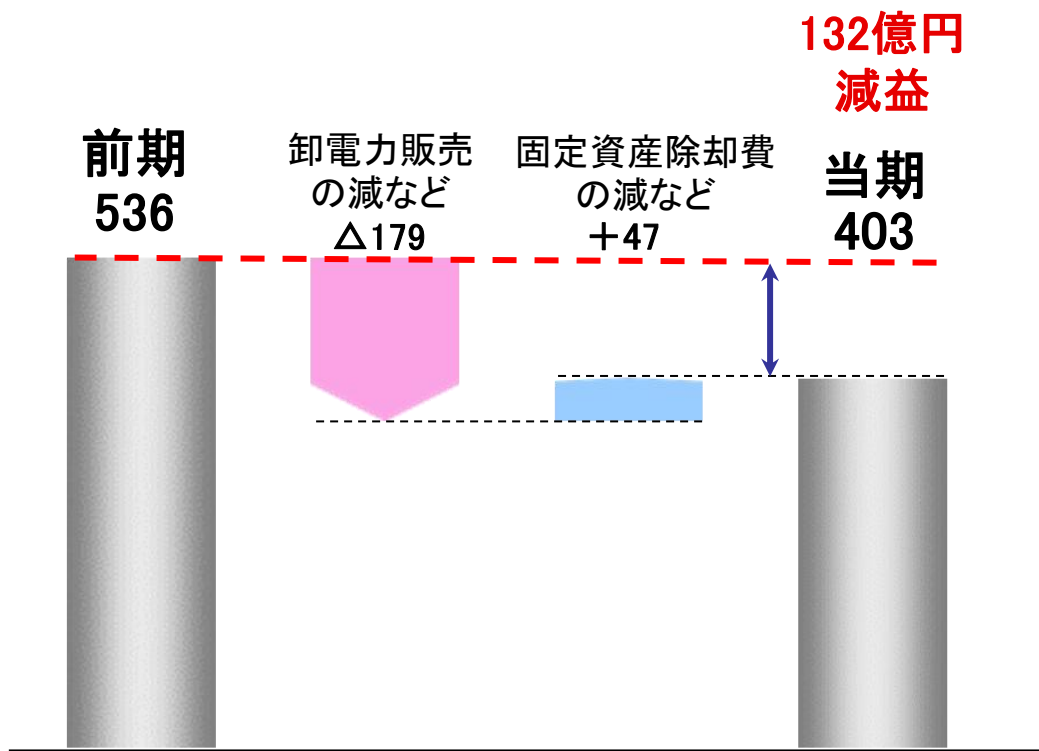 132億円
減益
前期
536
卸電力販売
の減など
△179
固定資産除却費
の減など
＋47
当期
403